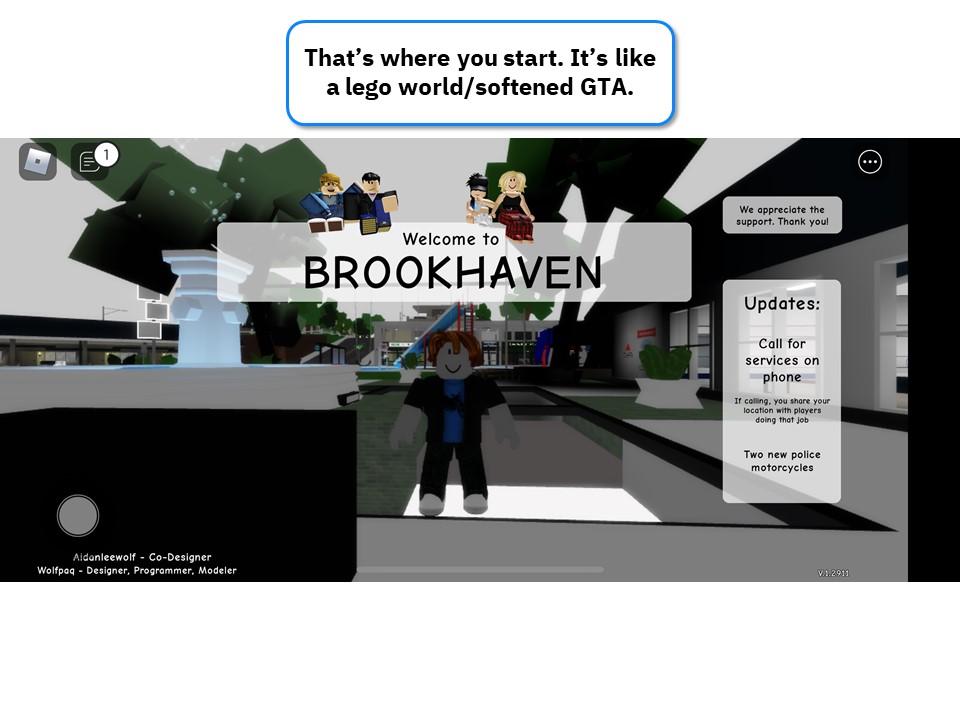 That’s where you start. It’s like
a lego world/softened GTA.
1
We appreciate the
support. Thank you!
Welcome to
BROOKHAVEN
Updates:
Call for
services on
phone
If calling, you share your
location with players
doing that job
Two new police
motorcycles
Aidanleewolf - Co-Designer
Wolfpaq - Designer, Programmer, Modeler
V.1.2911